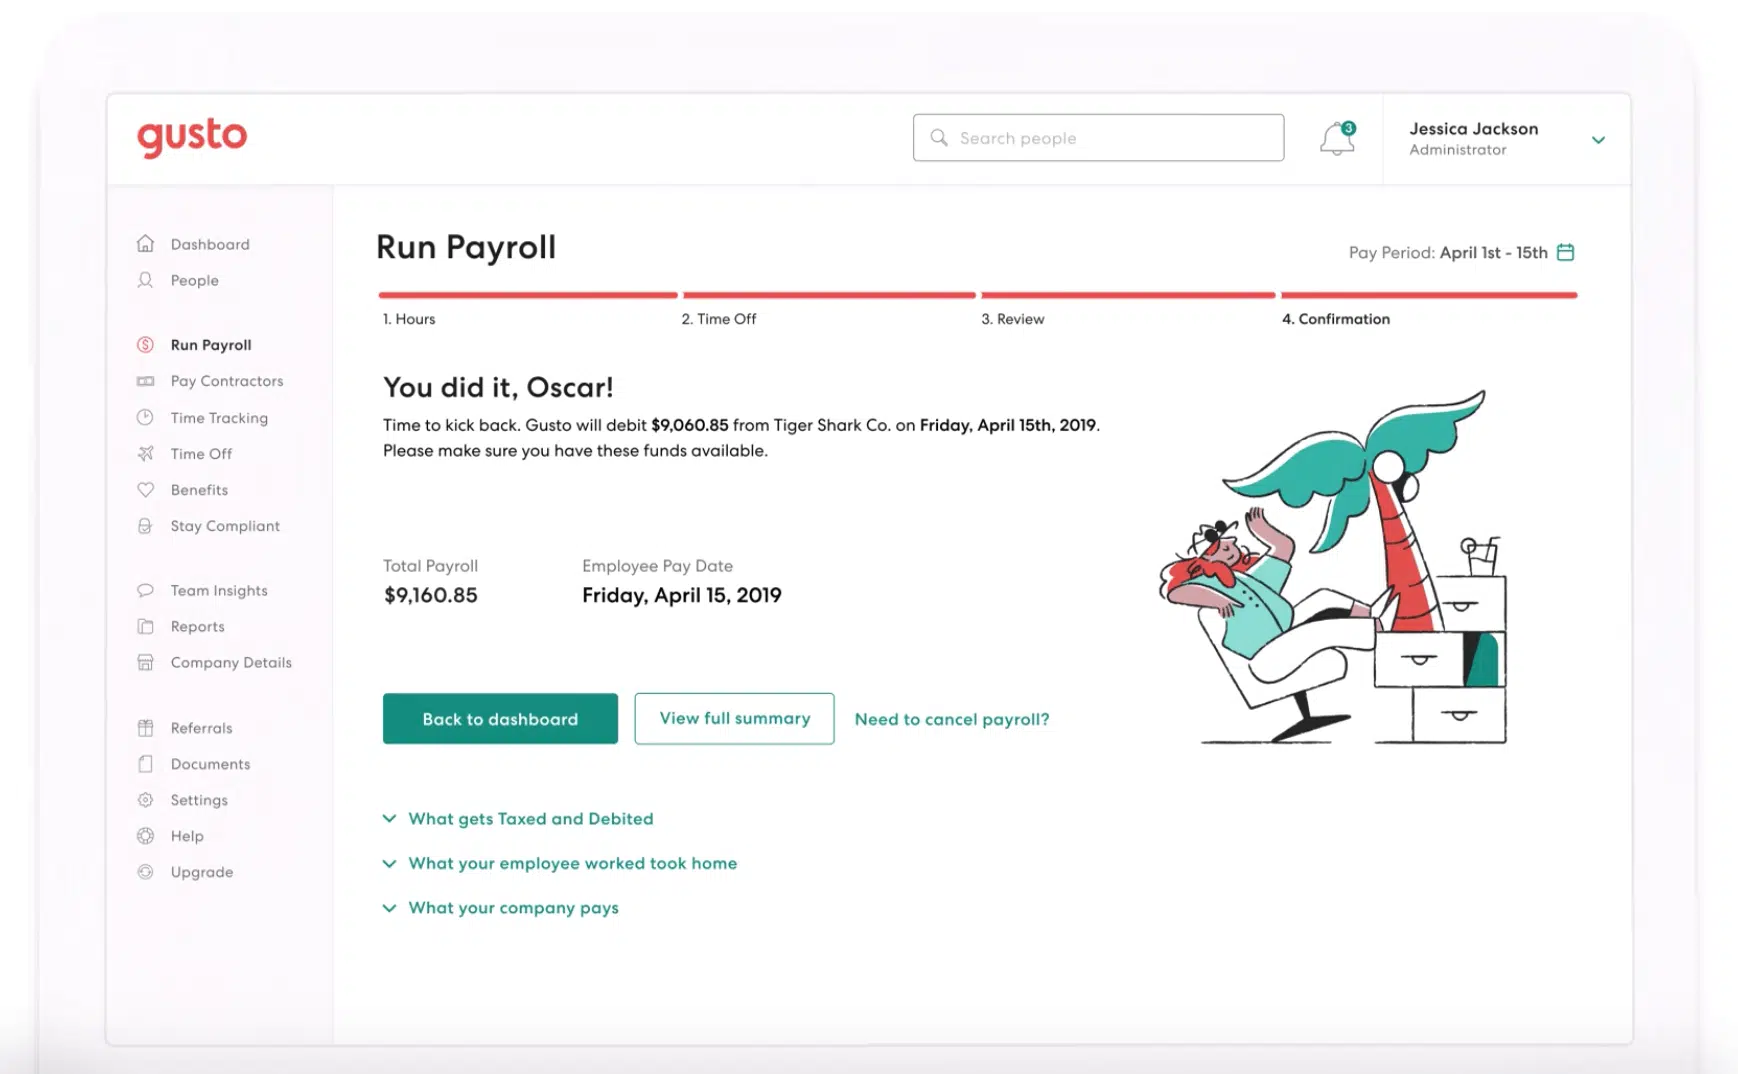 gusto
Search people
3
Jessica Jackson
Administrator
Dashboard
People
Run Payroll
Pay Contractors
Time Tracking
Time Off
Benefits
Stay Compliant
Team Insights
Reports
Company Details
Referrals
Documents
Settings
Help
Upgrade
Run Payroll
Pay Period: April 1st - 15th
1. Hours
2. Time Off
3. Review
4. Confirmation
You did it, Oscar!
Time to kick back. Gusto will debit $9,060.85 from Tiger Shark Co. on Friday, April 15th, 2019.
Please make sure you have these funds available.
Total Payroll
$9,160.85
Employee Pay Date
Friday, April 15, 2019
Back to dashboard
View full summary
Need to cancel payroll?
What gets Taxed and Debited
What your employee worked took home
What your company pays